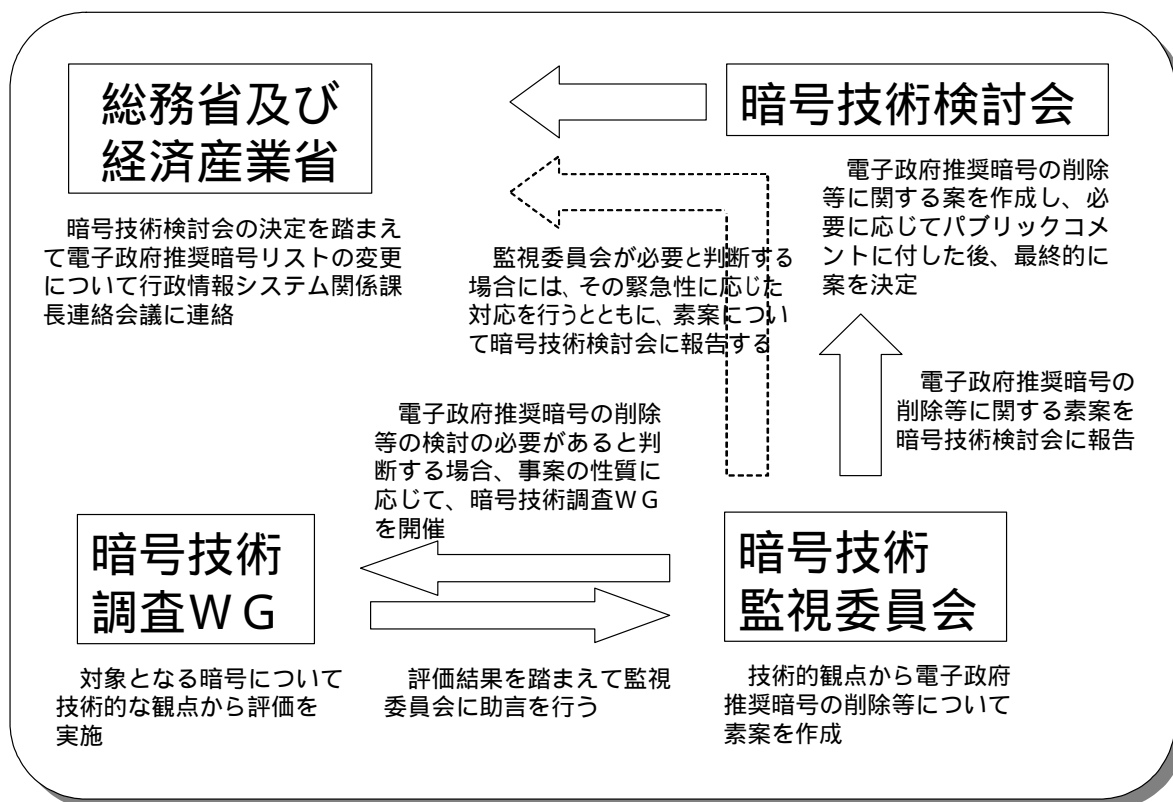 総務省及び
経済産業省
暗号技術検討会の決定を踏まえ
て電子政府推奨暗号リストの変更
について行政情報システム関係課
長連絡会議に連絡
暗号技術検討会
電子政府推奨暗号の削除
等に関する案を作成し、必
要に応じてパブリックコメ
ントに付した後、最終的に
案を決定
監視委員会が必要と判断する
場合には、その緊急性に応じた
対応を行うとともに、素案につい
て暗号技術検討会に報告する
電子政府推奨暗号の
削除等に関する素案を
暗号技術検討会に報告
電子政府推奨暗号の削除
等の検討の必要があると判
断する場合、事案の性質に
応じて、暗号技術調査ＷＧ
を開催
暗号技術
調査ＷＧ
対象となる暗号について
技術的な観点から評価を
実施
評価結果を踏まえて監視
委員会に助言を行う
暗号技術
監視委員会
技術的観点から電子政府
推奨暗号の削除等について
素案を作成